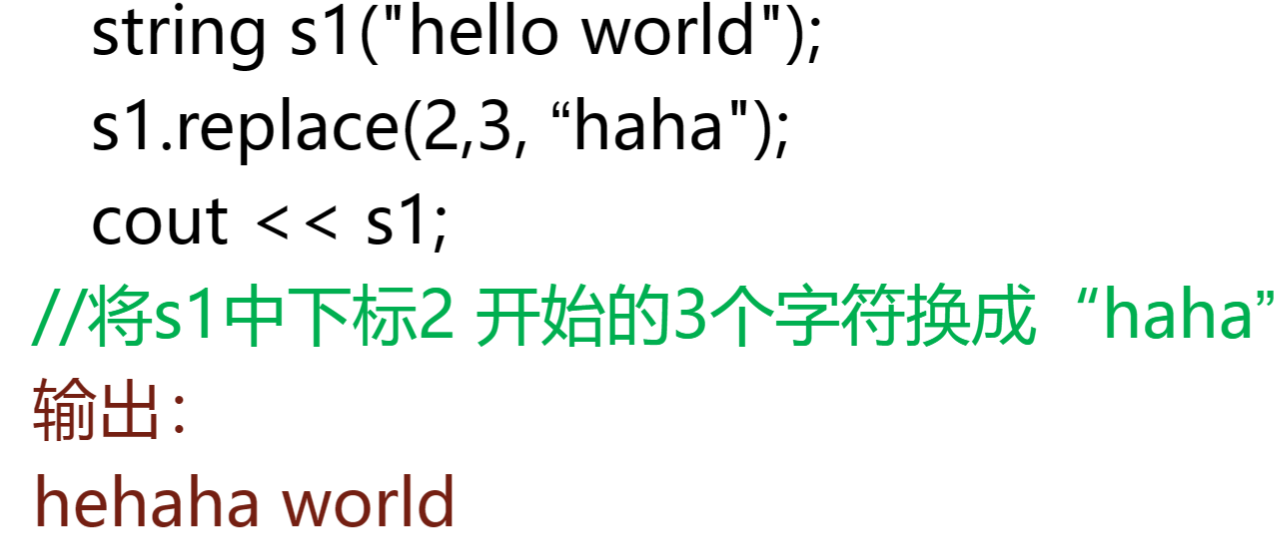 string s1("hello world");
s1.replace(2,3, “haha");
cout << s1;
//将s1中下标2 开始的3个字符换成“haha”
输出：
hehaha world